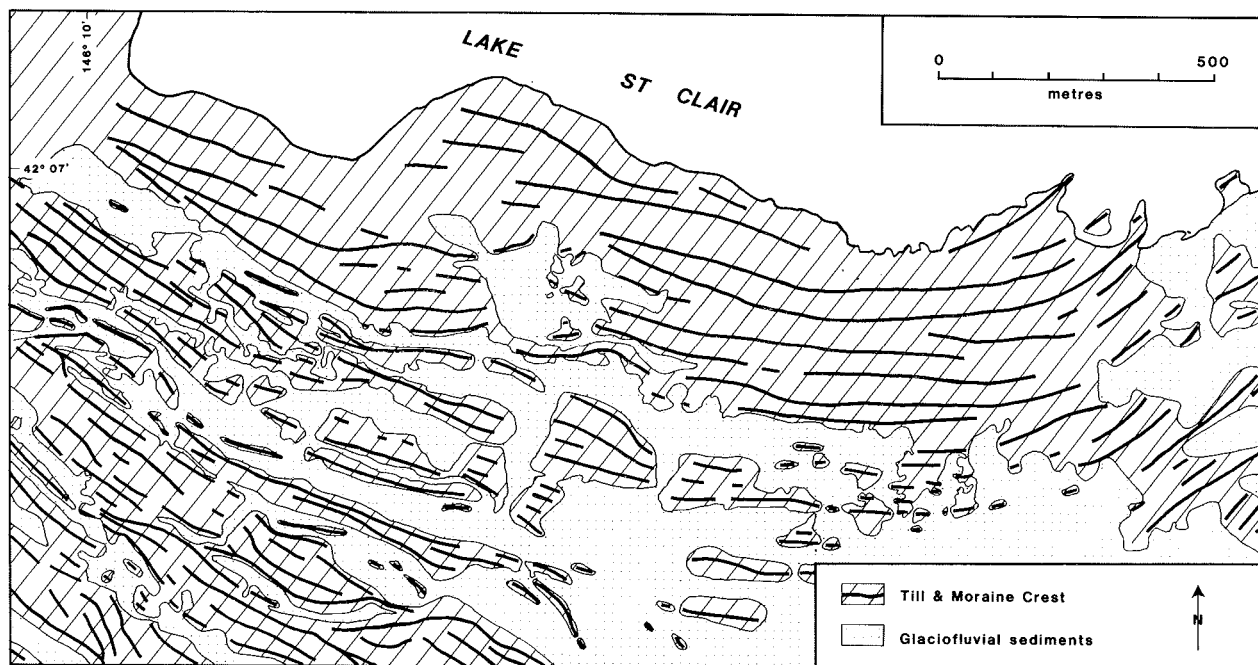 146° 10'
LAKE
ST CLAIR
0 500
metres
42° 07'
Till & Moraine Crest
Glaciofluvial sediments
N